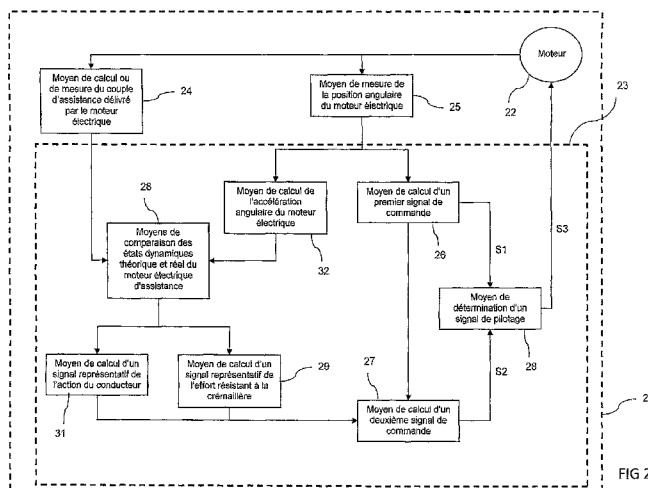 Moteur
22
23
Moyen de calcul ou
de mesure du couple
d'assistance délivré
par le moteur
électrique
24
Moyen de mesure de
la position angulaire
du moteur électrique
25
28
Moyens de
comparaison des
états dynamiques
théorique et réel du
moteur électrique
d'assistance
Moyen de calcul de
l'accélération
angulaire du moteur
électrique
32
Moyen de calcul d'un
premier signal de
commande
26
S1
S3
Moyen de
détermination d'un
signal de pilotage
28
Moyen de calcul d'un
signal représentatif
de l'action du
conducteur
31
Moyen de calcul d'un
signal représentatif de
l'effort résistant à la
crémaillère
29
27
Moyen de calcul d'un
deuxième signal de
commande
S2
2
FIG 2